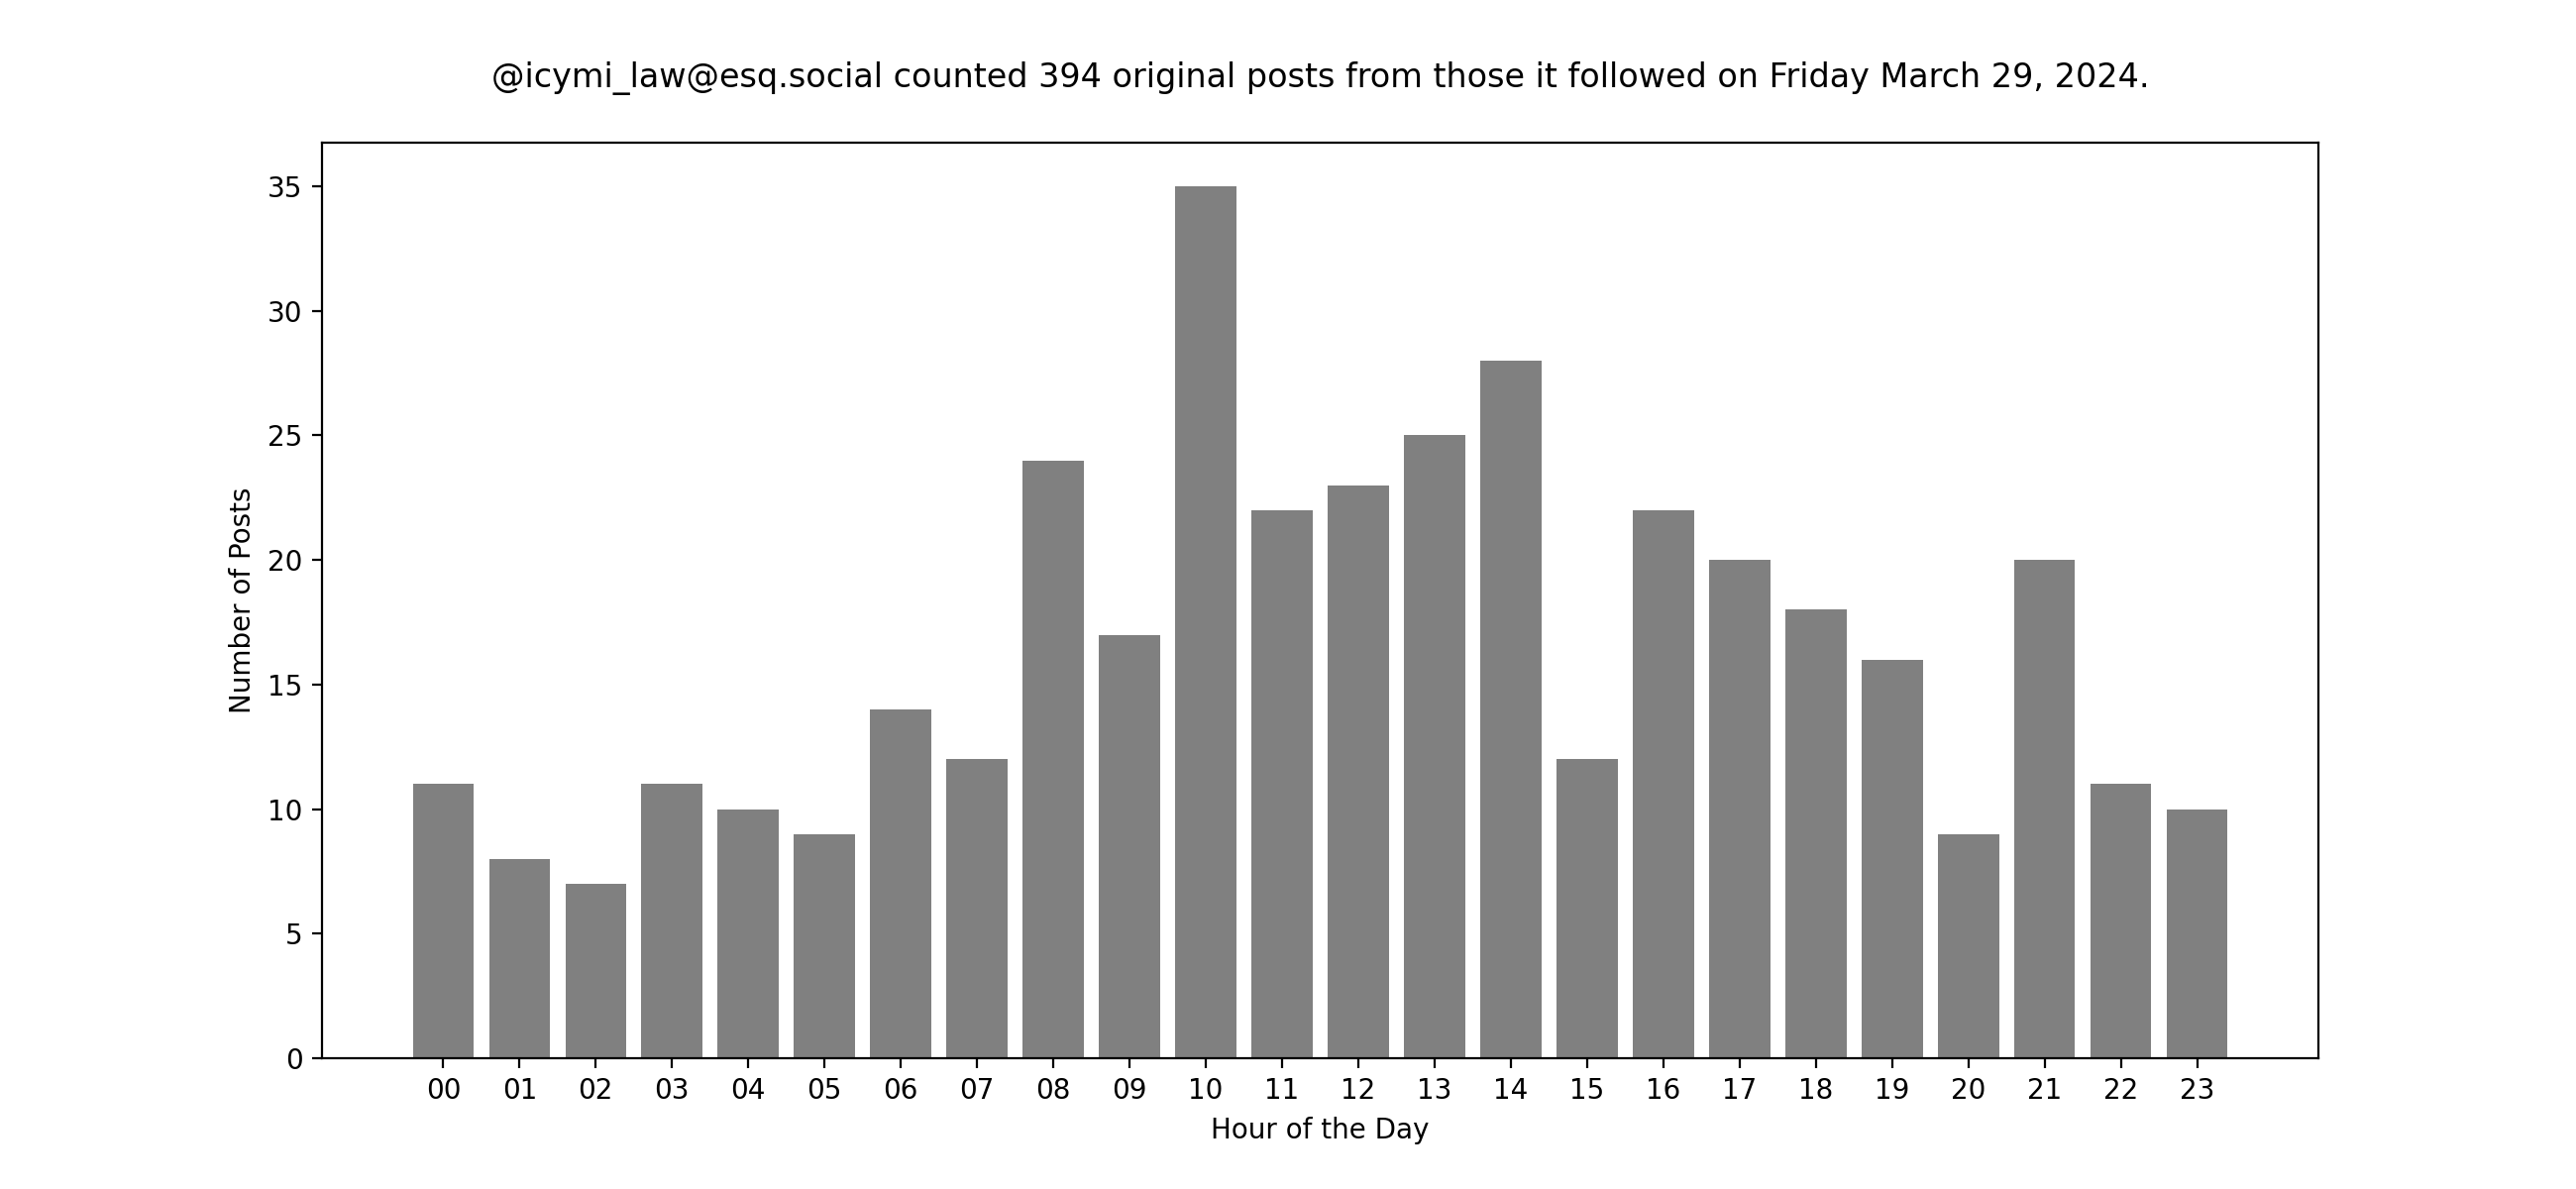 @icymi_law@esq.social counted 394 original posts from those it followed on Friday March 29, 2024.
35
30
25
20
15
10
5
0
Number of Posts
00 01 02 03 04 05 06 07 08 09 10 11 12 13 14 15 16 17 18 19 20 21 22 23
Hour of the Day